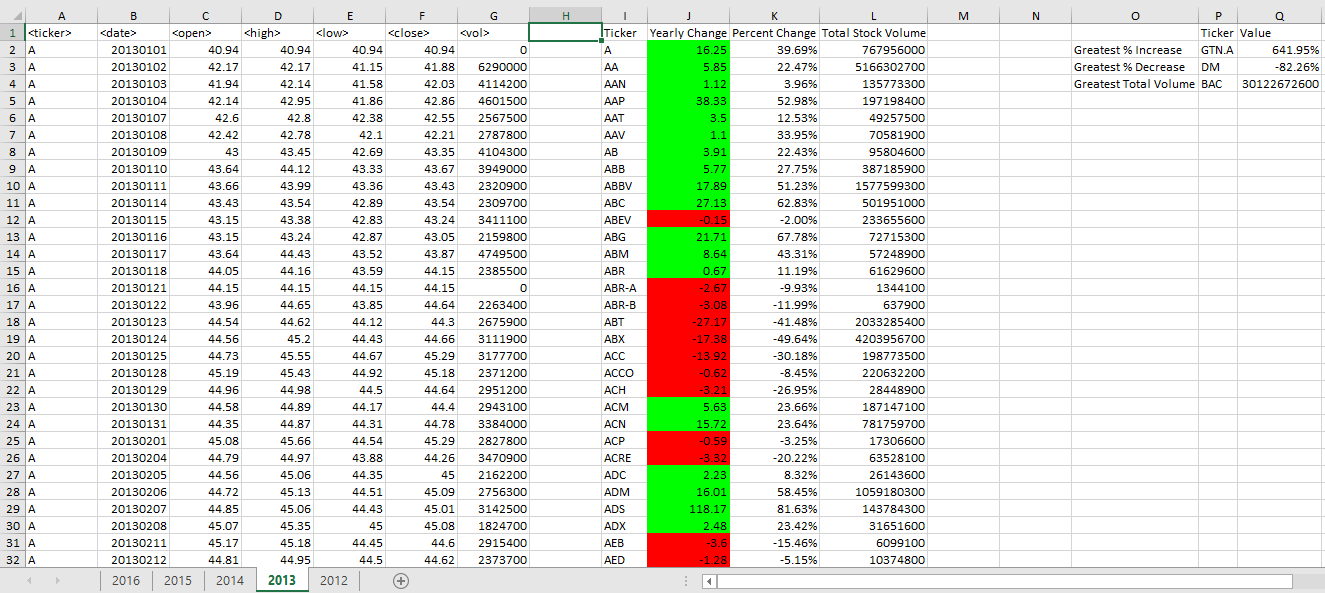 A B C D E F G H I J K L M N O P Q
1 <ticker> <date> <open> <high> <low> <close> <vol> Ticker Yearly Change Percent Change Total Stock Volume Ticker Value
2 A 20130101 40.94 40.94 40.94 40.94 0 A 16.25 39.69% 767956000 Greatest % Increase GTN.A 641.95%
3 A 20130102 42.17 42.17 41.15 41.88 6290000 AA 5.85 22.47% 5166302700 Greatest % Decrease DM -82.26%
4 A 20130103 41.94 42.14 41.58 42.03 4114200 AAN 1.12 3.96% 135773300 Greatest Total Volume BAC 30122672600
5 A 20130104 42.14 42.95 41.86 42.86 4601500 AAP 38.33 52.98% 197198400
6 A 20130107 42.6 42.8 42.38 42.55 2567500 AAT 3.5 12.53% 49257500
7 A 20130108 42.42 42.78 42.1 42.21 2787800 AAV 1.1 33.95% 70581900
8 A 20130109 43 43.45 42.69 43.35 4104300 AB 3.91 22.43% 95804600
9 A 20130110 43.64 44.12 43.33 43.67 3949000 ABB 5.77 27.75% 387185900
10 A 20130111 43.66 43.99 43.36 43.43 2320900 ABBV 17.89 51.23% 1577599300
11 A 20130114 43.43 43.54 42.89 43.54 2309700 ABC 27.13 62.83% 501951000
12 A 20130115 43.15 43.38 42.83 43.24 3411100 ABEV -0.15 -2.00% 233655600
13 A 20130116 43.15 43.24 42.87 43.05 2159800 ABG 21.71 67.78% 72715300
14 A 20130117 43.64 44.43 43.52 43.87 4749500 ABM 8.64 43.31% 57248900
15 A 20130118 44.05 44.16 43.59 44.15 2385500 ABR 0.67 11.19% 61629600
16 A 20130121 44.15 44.15 44.15 44.15 0 ABR-A -2.67 -9.93% 1344100
17 A 20130122 43.96 44.65 43.85 44.64 2263400 ABR-B -3.08 -11.99% 637900
18 A 20130123 44.54 44.62 44.12 44.3 2675900 ABT -27.17 -41.48% 2033285400
19 A 20130124 44.56 45.2 44.43 44.66 3111900 ABX -17.38 -49.64% 4203956700
20 A 20130125 44.73 45.55 44.67 45.29 3177700 ACC -13.92 -30.18% 198773500
21 A 20130128 45.19 45.43 44.92 45.18 2371200 ACCO -0.62 -8.45% 220632200
22 A 20130129 44.96 44.98 44.5 44.64 2951200 ACH -3.21 -26.95% 28448900
23 A 20130130 44.58 44.89 44.17 44.4 2943100 ACM 5.63 23.66% 187147100
24 A 20130131 44.35 44.87 44.31 44.78 3384000 ACN 15.72 23.64% 781759700
25 A 20130201 45.08 45.66 44.54 45.29 2827800 ACP -0.59 -3.25% 17306600
26 A 20130204 44.79 44.97 43.88 44.26 3470900 ACRE -3.32 -20.22% 63528100
27 A 20130205 44.56 45.06 44.35 45 2162200 ADC 2.23 8.32% 26143600
28 A 20130206 44.72 45.13 44.51 45.09 2756300 ADM 16.01 58.45% 1059180300
29 A 20130207 44.85 45.06 44.43 45.01 3142500 ADS 118.17 81.63% 143784300
30 A 20130208 45.07 45.35 45 45.08 1824700 ADX 2.48 23.42% 31651600
31 A 20130211 45.17 45.18 44.45 44.6 2915400 AEB -3.6 -15.46% 6099100
32 A 20130212 44.81 44.95 44.5 44.62 2373700 AED -1.28 -5.15% 10374800
2016 2015 2014 2013 2012